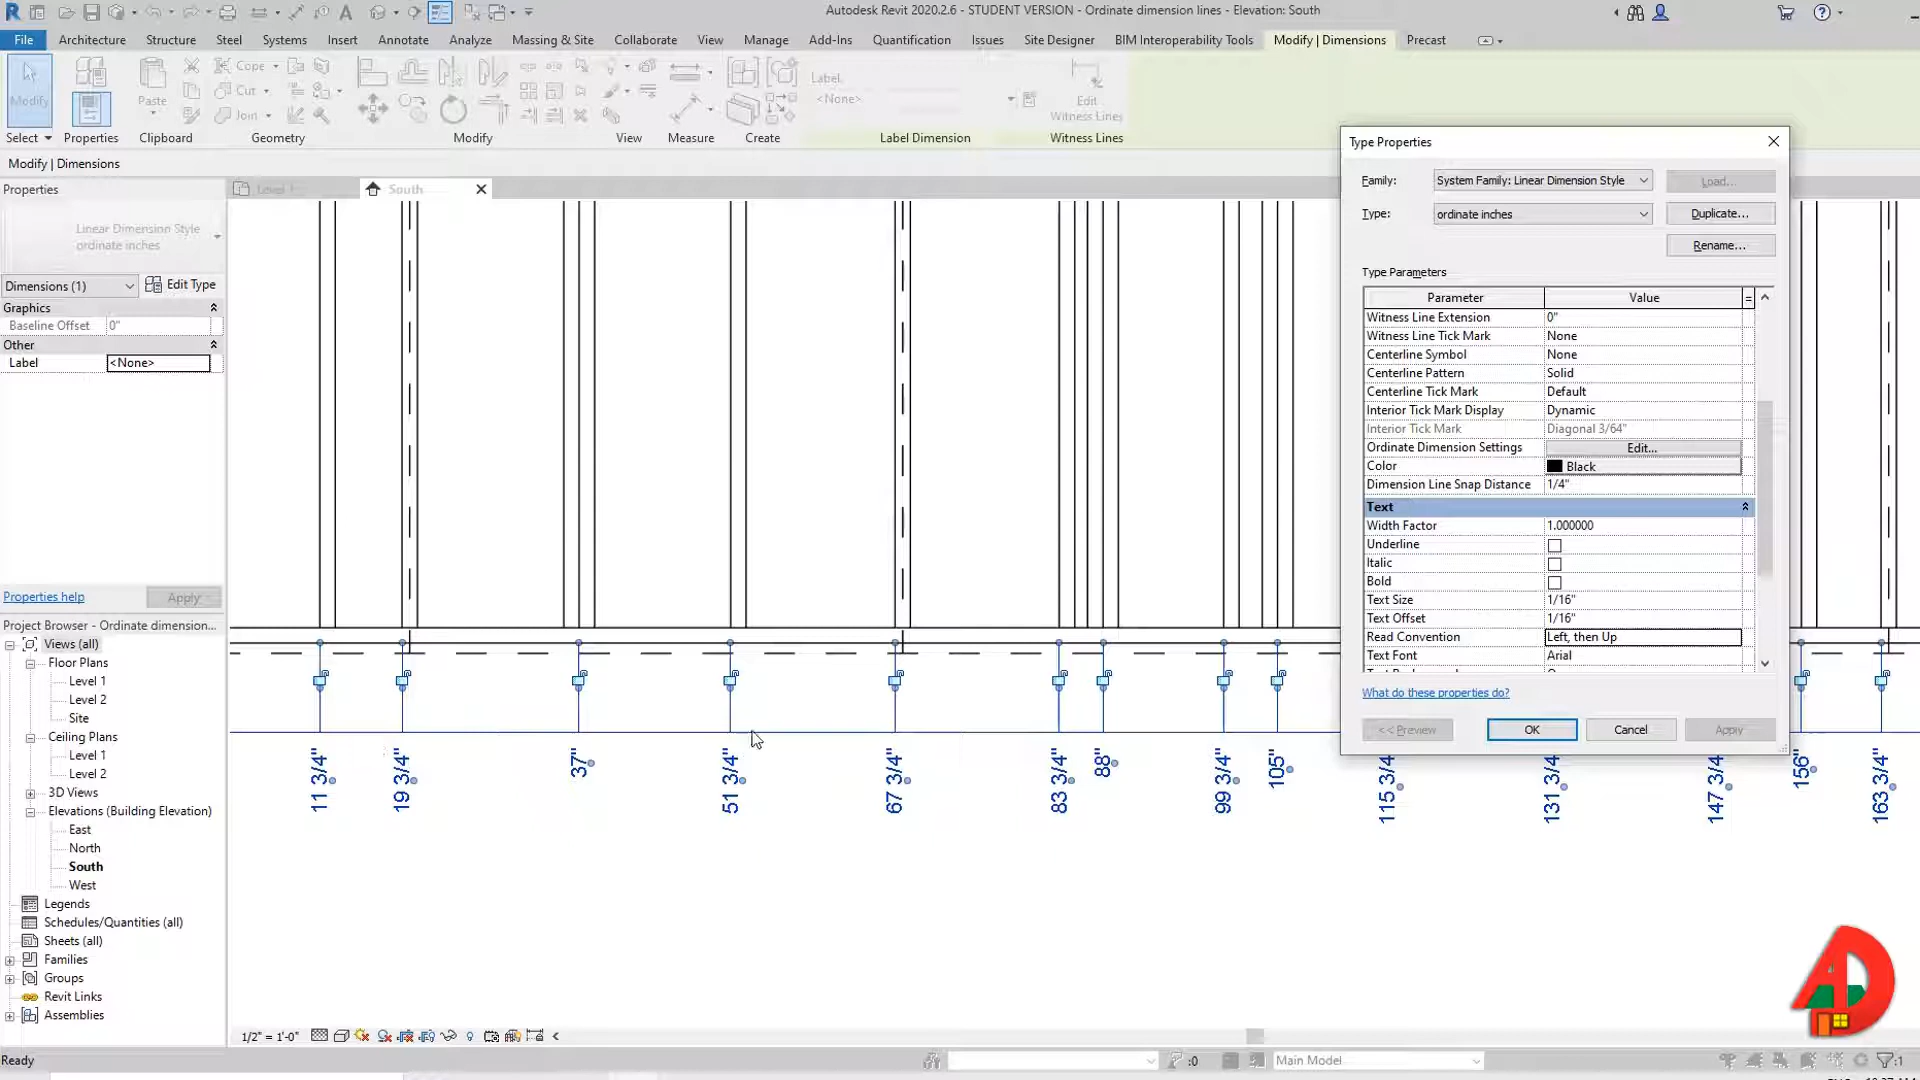 Autodesk Revit 2020.2.6 - STUDENT VERSION - Ordinate dimension lines - Elevation: South
File Architecture Structure Steel Systems Insert Annotate Analyze Massing & Site Collaborate View Manage Add-Ins Quantification Issues Site Designer BIM Interoperability Tools Modify | Dimensions Precast
Modify
Paste
Cope
Cut
Join
Label:
<None>
Edit
Witness Lines
Select Properties Clipboard Geometry Modify View Measure Create Label Dimension Witness Lines
Modify | Dimensions
Properties
Level 1
South
Linear Dimension Style
ordinate inches
Dimensions (1)
Edit Type
Graphics
Baseline Offset 0"
Other
Label <None>
Properties help
Apply
Project Browser - Ordinate dimension...
Views (all)
Floor Plans
Level 1
Level 2
Site
Ceiling Plans
Level 1
Level 2
3D Views
Elevations (Building Elevation)
East
North
South
West
Legends
Schedules/Quantities (all)
Sheets (all)
Families
Groups
Revit Links
Assemblies
Type Properties
Family: System Family: Linear Dimension Style Load...
Type: ordinate inches Duplicate...
Rename...
Type Parameters
Parameter Value =
Witness Line Extension 0"
Witness Line Tick Mark None
Centerline Symbol None
Centerline Pattern Solid
Centerline Tick Mark Default
Interior Tick Mark Display Dynamic
Interior Tick Mark Diagonal 3/64"
Ordinate Dimension Settings Edit...
Color Black
Dimension Line Snap Distance 1/4"
Text
Width Factor 1.000000
Underline
Italic
Bold
Text Size 1/16"
Text Offset 1/16"
Read Convention Left, then Up
Text Font Arial
What do these properties do?
<< Preview OK Cancel Apply
11 3/4" 19 3/4" 37" 51 3/4" 67 3/4" 83 3/4" 88" 99 3/4" 105" 115 3/4" 131 3/4" 147 3/4" 156" 163 3/4"
1/2" = 1'-0"
Ready
:0
Main Model
:1